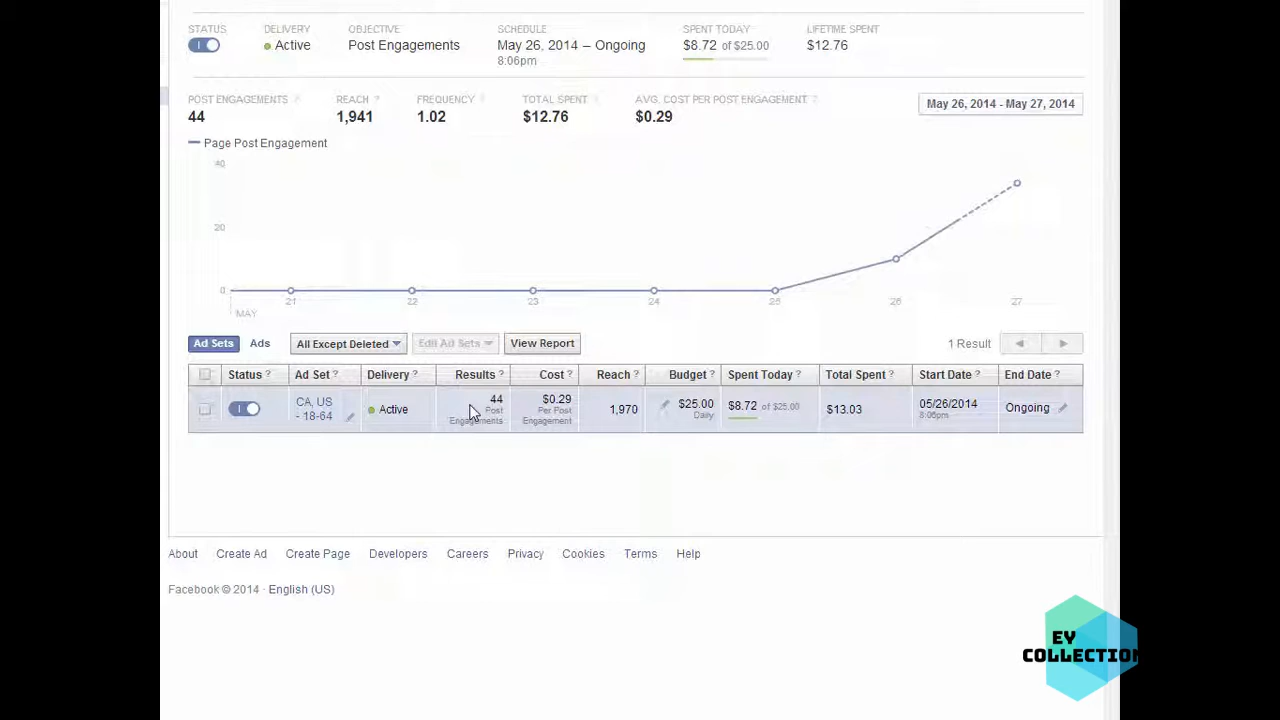 STATUS DELIVERY OBJECTIVE SCHEDULE SPENT TODAY LIFETIME SPENT
Active Post Engagements May 26, 2014 – Ongoing $8.72 of $25.00 $12.76
8:06pm
POST ENGAGEMENTS ? REACH ? FREQUENCY ? TOTAL SPENT ? AVG. COST PER POST ENGAGEMENT ?
44 1,941 1.02 $12.76 $0.29 May 26, 2014 - May 27, 2014
Page Post Engagement
40
20
0
21 22 23 24 25 26 27
MAY
Ad Sets Ads All Except Deleted Edit Ad Sets View Report 1 Result
Status ? Ad Set ? Delivery ? Results ? Cost ? Reach ? Budget ? Spent Today ? Total Spent ? Start Date ? End Date ?
CA, US - 18-64 Active 44 Post Engagements $0.29 Per Post Engagement 1,970 $25.00 Daily $8.72 of $25.00 $13.03 05/26/2014 8:06pm Ongoing
About Create Ad Create Page Developers Careers Privacy Cookies Terms Help
Facebook © 2014 · English (US)
EY
COLLECTION